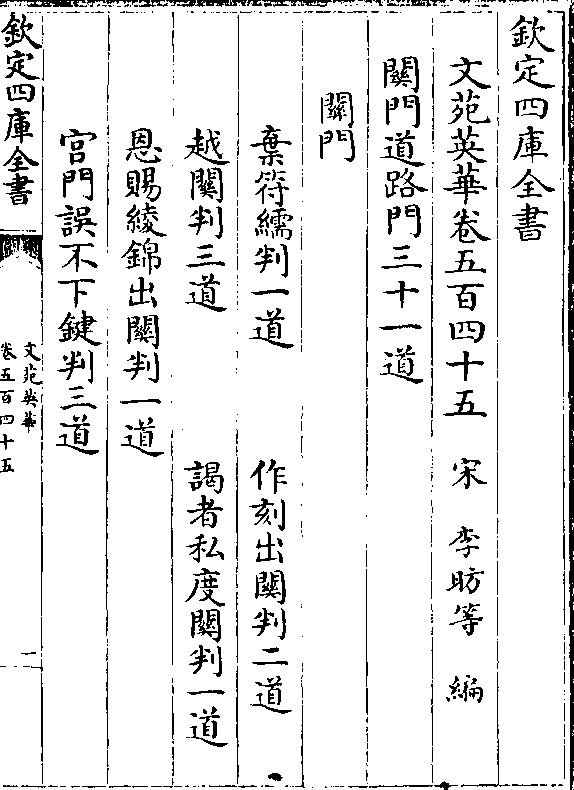 欽定四庫全書
文苑英華卷五百四十五　宋　李昉等　編
關門道路門三十一道
關門
棄符繻判一道　作刻出關判二道
越關判三道　謁者私度關判一道
恩賜綾錦出關判一道
宮門誤不下鍵判三道
欽定四庫全書
文苑英華
卷五百四十五
一